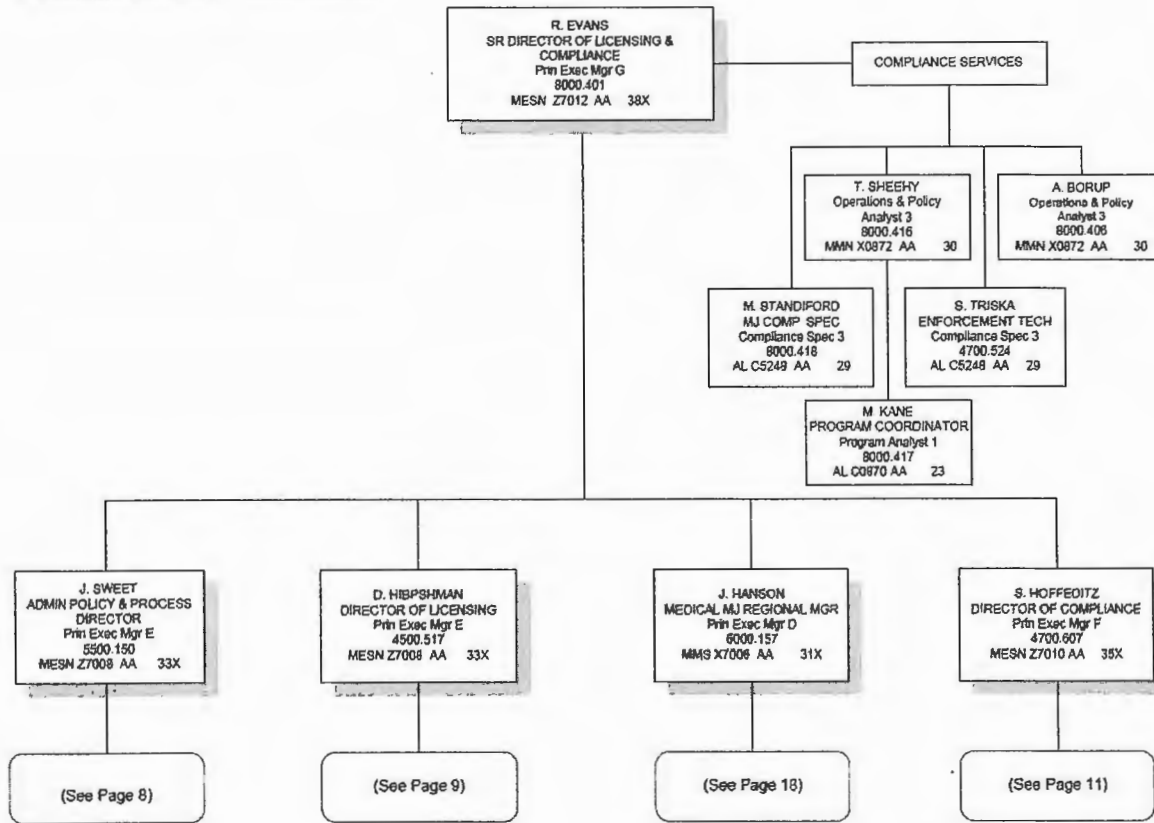 R. EVANS
SR DIRECTOR OF LICENSING &
COMPLIANCE
Prin Exec Mgr G
8000.401
MESN Z7012 AA 38X
COMPLIANCE SERVICES
T. SHEEHY
Operations & Policy
Analyst 3
8000.416
MMN X0872 AA 30
A. BORUP
Operations & Policy
Analyst 3
8000.406
MMN X0872 AA 30
M. STANDIFORD
MJ COMP SPEC
Compliance Spec 3
8000.418
AL C5248 AA 29
S. TRISKA
ENFORCEMENT TECH
Compliance Spec 3
4700.524
AL C5248 AA 29
M. KANE
PROGRAM COORDINATOR
Program Analyst 1
8000.417
AL C0870 AA 23
J. SWEET
ADMIN POLICY & PROCESS
DIRECTOR
Prin Exec Mgr E
5500.150
MESN Z7008 AA 33X
D. HIBPSHMAN
DIRECTOR OF LICENSING
Prin Exec Mgr E
4500.517
MESN Z7008 AA 33X
J. HANSON
MEDICAL MJ REGIONAL MGR
Prin Exec Mgr D
6000.157
MMS X7006 AA 31X
S. HOFFEDITZ
DIRECTOR OF COMPLIANCE
Prin Exec Mgr F
4700.607
MESN Z7010 AA 35X
(See Page 8)
(See Page 9)
(See Page 18)
(See Page 11)